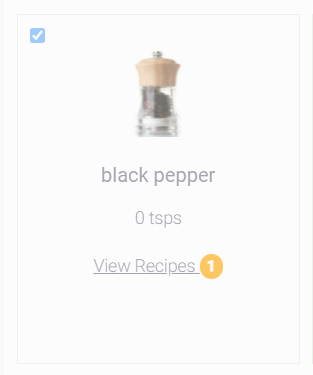 black pepper
0 tsps
View Recipes 1